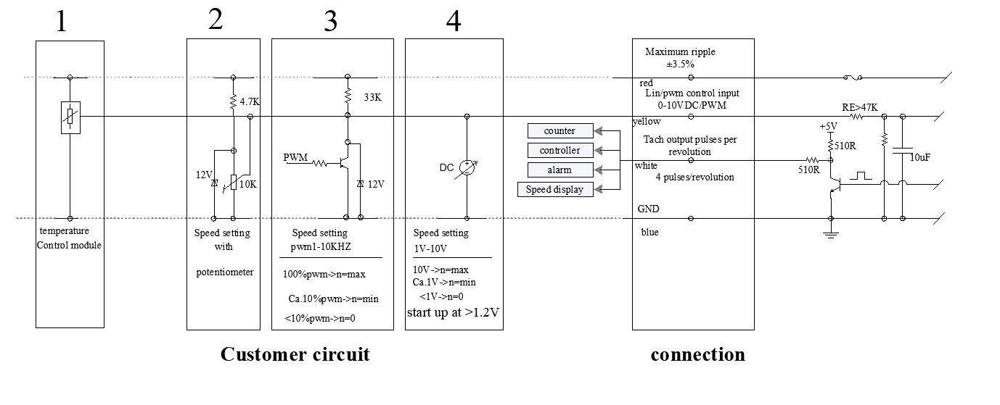 1
2
3
4
Maximum ripple
±3.5%
red
Lin/pwm control input
0-10VDC/PWM
yellow
Tach output pulses per
revolution
white
4 pulses/revolution
GND
blue
4.7K
12V
10K
33K
PWM
12V
DC
counter
controller
alarm
Speed display
RE>47K
+5V
510R
510R
10uF
temperature
Control module
Speed setting
with
potentiometer
Speed setting
pwm1-10KHZ
100%pwm->n=max
Ca.10%pwm->n=min
<10%pwm->n=0
Speed setting
1V-10V
10V->n=max
Ca.1V->n=min
<1V->n=0
start up at >1.2V
Customer circuit
connection